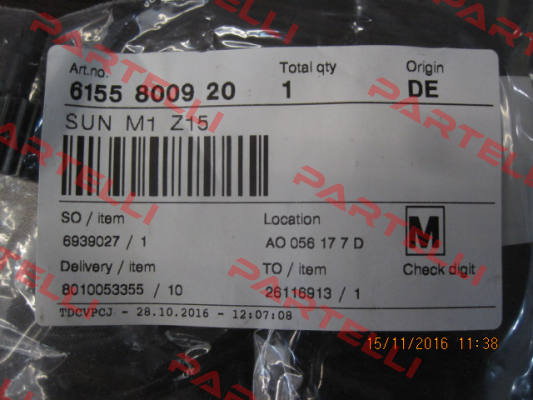 Art.no. Total qty Origin
6155 8009 20 1 DE
SUN M1 Z15
SO / item Location
6939027 / 1 AO 056 17 7 D M
Delivery / item TO / item Check digit
8010053355 / 10 26116913 / 1
TDCVPCJ - 28.10.2016 - 12:07:08
15/11/2016 11:38
PARTELLI
PARTELLI
PARTELLI
PARTELLI
PARTELLI